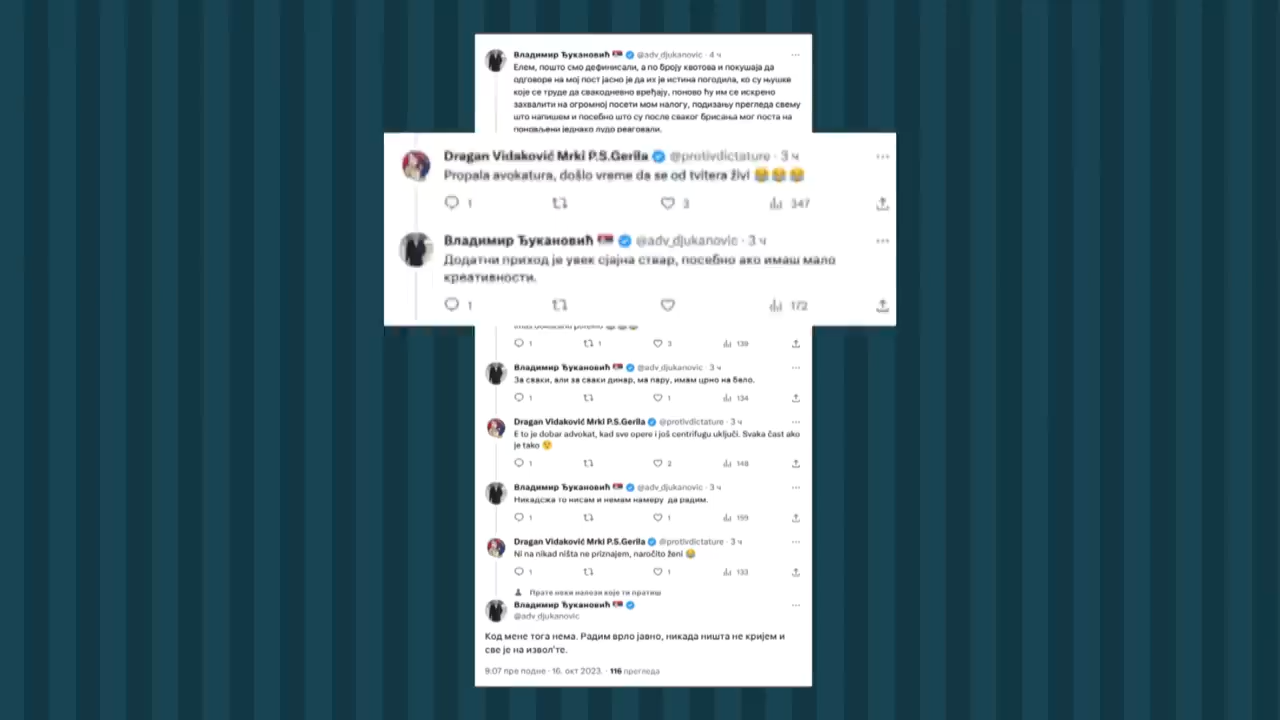 Владимир Ђукановић @adv_djukanovic · 4 ч
Елем, пошто смо дефинисали, а по броју квотова и покушаја да
одговоре на мој пост јасно је да их је истина погодила, ко су њушке
које се труде да свакодневно вређају, поново ћу им се искрено
захвалити на огромној посети мом налогу, подизању прегледа свему
што напишем и посебно што су после сваког брисања мог поста на
поновљени једнако лудо реаговали.
Dragan Vidaković Mrki P.S.Gerila @protivdictature · 3 ч
Propala avokatura, došlo vreme da se od tvitera živi 😂😂😂
1 3 347
Владимир Ђукановић @adv_djukanovic · 3 ч
Додатни приход је увек сјајна ствар, посебно ако имаш мало
креативности.
1 172
1 1 3 139
Владимир Ђукановић @adv_djukanovic · 3 ч
За сваки, али за сваки динар, ма пару, имам црно на бело.
1 1 134
Dragan Vidaković Mrki P.S.Gerila @protivdictature · 3 ч
E to je dobar advokat, kad sve opere i još centrifugu uključi. Svaka čast ako
je tako
1 2 148
Владимир Ђукановић @adv_djukanovic · 3 ч
Никадсжа то нисам и немам намеру да радим.
1 1 159
Dragan Vidaković Mrki P.S.Gerila @protivdictature · 3 ч
Ni na nikad ništa ne priznajem, naročito ženi 😂
1 1 133
Прате неки налози које ти пратиш
Владимир Ђукановић
@adv_djukanovic
Код мене тога нема. Радим врло јавно, никада ништа не кријем и
све је на извол'те.
9:07 пре подне · 16. окт 2023. · 116 прегледа